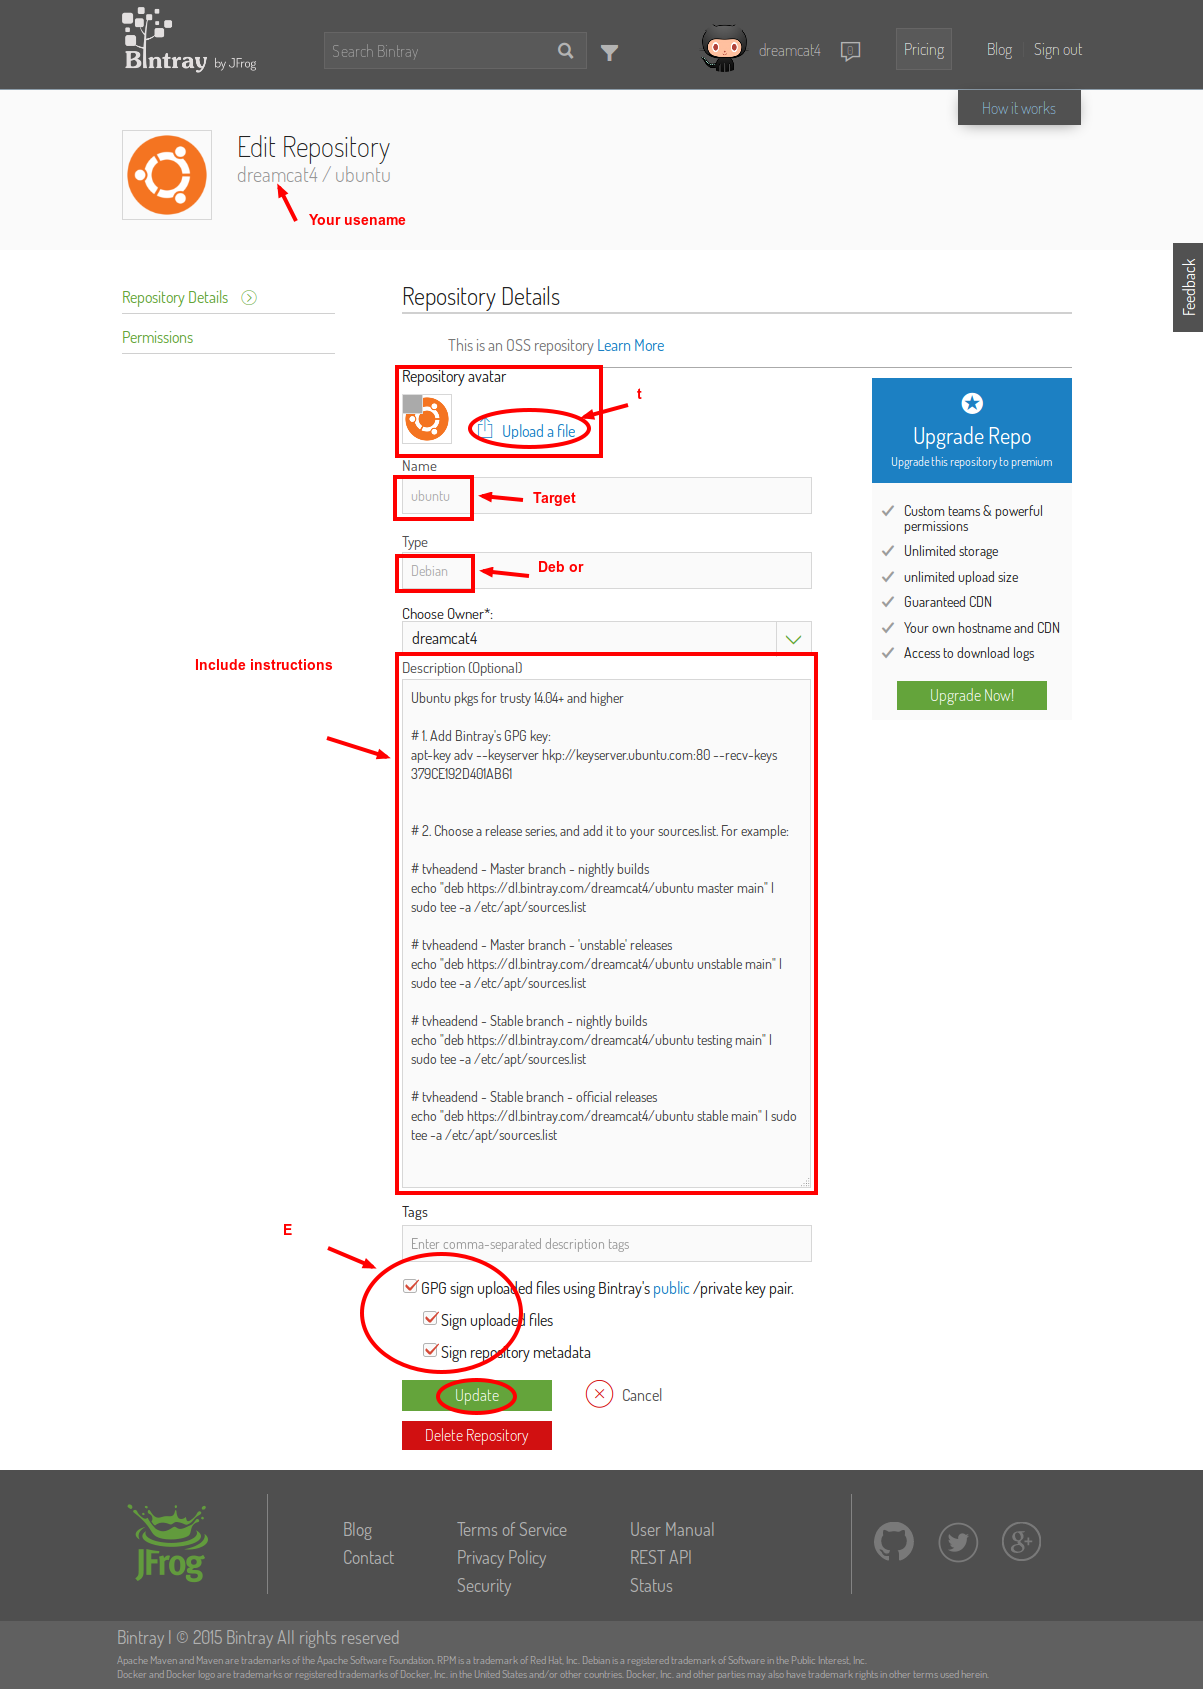 Bintray by JFrog
Search Bintray
dreamcat4
0
Pricing
Blog
Sign out
How it works
Edit Repository
dreamcat4 / ubuntu
Your usename
Feedback
Repository Details
Permissions
Repository Details
This is an OSS repository Learn More
Repository avatar
t
Upload a file
Name
ubuntu
Target
Type
Debian
Deb or
Choose Owner*:
dreamcat4
Include instructions
Description (Optional)
Ubuntu pkgs for trusty 14.04+ and higher
# 1. Add Bintray's GPG key:
apt-key adv --keyserver hkp://keyserver.ubuntu.com:80 --recv-keys
379CE192D401AB61
# 2. Choose a release series, and add it to your sources.list. For example:
# tvheadend - Master branch - nightly builds
echo "deb https://dl.bintray.com/dreamcat4/ubuntu master main" |
sudo tee -a /etc/apt/sources.list
# tvheadend - Master branch - 'unstable' releases
echo "deb https://dl.bintray.com/dreamcat4/ubuntu unstable main" |
sudo tee -a /etc/apt/sources.list
# tvheadend - Stable branch - nightly builds
echo "deb https://dl.bintray.com/dreamcat4/ubuntu testing main" |
sudo tee -a /etc/apt/sources.list
# tvheadend - Stable branch - official releases
echo "deb https://dl.bintray.com/dreamcat4/ubuntu stable main" | sudo
tee -a /etc/apt/sources.list
Upgrade Repo
Upgrade this repository to premium
Custom teams & powerful
permissions
Unlimited storage
unlimited upload size
Guaranteed CDN
Your own hostname and CDN
Access to download logs
Upgrade Now!
Tags
Enter comma-separated description tags
E
GPG sign uploaded files using Bintray's public /private key pair.
Sign uploaded files
Sign repository metadata
Update
Cancel
Delete Repository
JFrog
Blog
Contact
Terms of Service
Privacy Policy
Security
User Manual
REST API
Status
Bintray | © 2015 Bintray All rights reserved
Apache Maven and Maven are trademarks of the Apache Software Foundation. RPM is a trademark of Red Hat, Inc. Debian is a registered trademark of Software in the Public Interest, Inc.
Docker and Docker logo are trademarks or registered trademarks of Docker, Inc. in the United States and/or other countries. Docker, Inc. and other parties may also have trademark rights in other terms used herein.